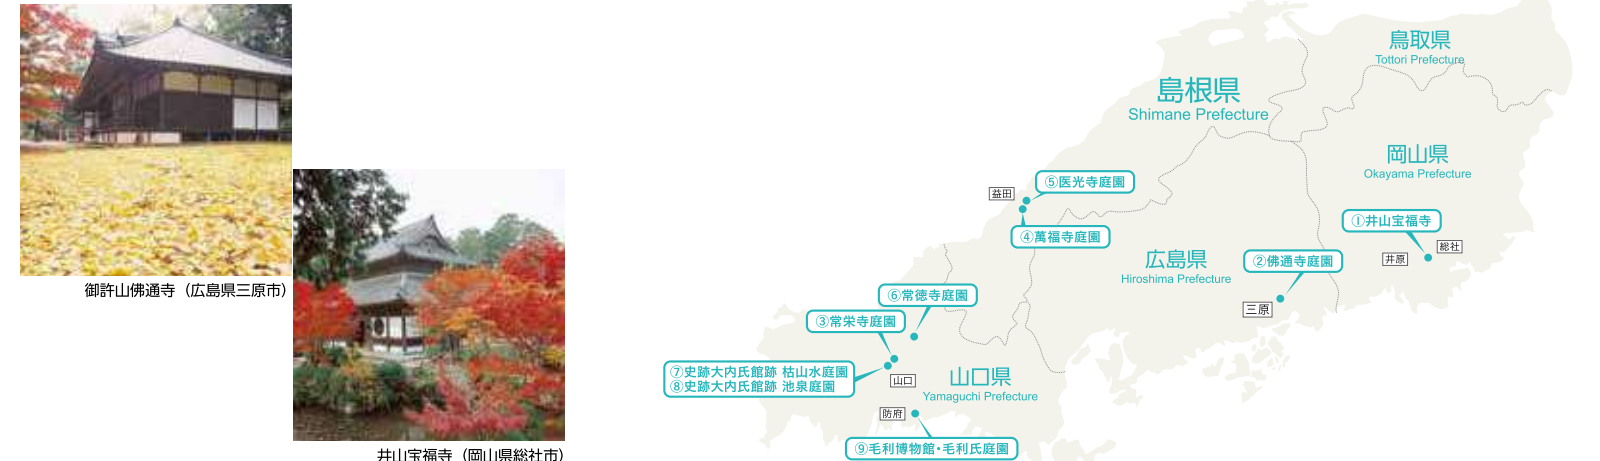 御許山佛通寺（広島県三原市）
井山宝福寺（岡山県総社市）
鳥取県
Tottori Prefecture
島根県
Shimane Prefecture
岡山県
Okayama Prefecture
益田
⑤医光寺庭園
④萬福寺庭園
①井山宝福寺
総社
井原
広島県
Hiroshima Prefecture
②佛通寺庭園
三原
⑥常徳寺庭園
③常栄寺庭園
⑦史跡大内氏館跡 枯山水庭園
⑧史跡大内氏館跡 池泉庭園
山口
山口県
Yamaguchi Prefecture
防府
⑨毛利博物館・毛利氏庭園